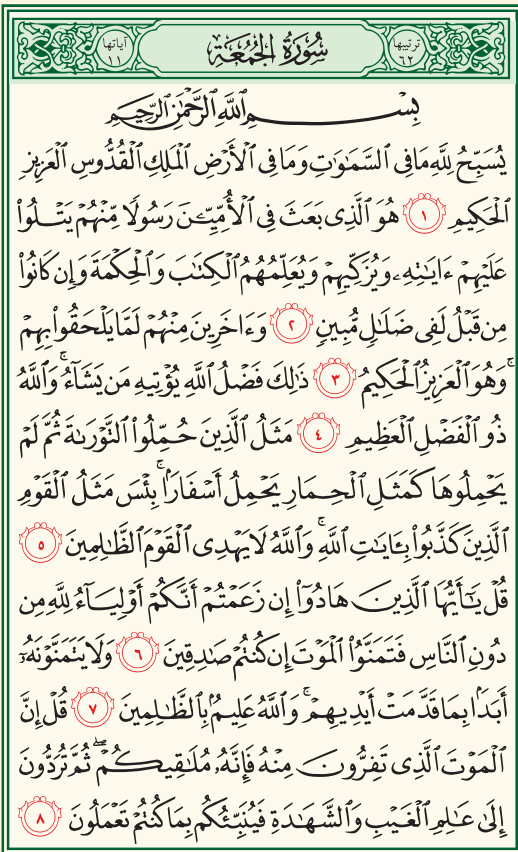 ترتيبها ٦٢ سُورَةُ الجُمُعَةِ آياتها ١١
بِسْمِ ٱللَّهِ ٱلرَّحْمَٰنِ ٱلرَّحِيمِ
يُسَبِّحُ لِلَّهِ مَا فِى ٱلسَّمَٰوَٰتِ وَمَا فِى ٱلْأَرْضِ ٱلْمَلِكِ ٱلْقُدُّوسِ ٱلْعَزِيزِ
ٱلْحَكِيمِ ١ هُوَ ٱلَّذِى بَعَثَ فِى ٱلْأُمِّيِّـۧنَ رَسُولًا مِّنْهُمْ يَتْلُوا۟
عَلَيْهِمْ ءَايَٰتِهِۦ وَيُزَكِّيهِمْ وَيُعَلِّمُهُمُ ٱلْكِتَٰبَ وَٱلْحِكْمَةَ وَإِن كَانُوا۟
مِن قَبْلُ لَفِى ضَلَٰلٍ مُّبِينٍ ٢ وَءَاخَرِينَ مِنْهُمْ لَمَّا يَلْحَقُوا۟ بِهِمْ ۚ
وَهُوَ ٱلْعَزِيزُ ٱلْحَكِيمُ ٣ ذَٰلِكَ فَضْلُ ٱللَّهِ يُؤْتِيهِ مَن يَشَآءُ ۚ وَٱللَّهُ
ذُو ٱلْفَضْلِ ٱلْعَظِيمِ ٤ مَثَلُ ٱلَّذِينَ حُمِّلُوا۟ ٱلتَّوْرَىٰةَ ثُمَّ لَمْ
يَحْمِلُوهَا كَمَثَلِ ٱلْحِمَارِ يَحْمِلُ أَسْفَارًۢا ۚ بِئْسَ مَثَلُ ٱلْقَوْمِ
ٱلَّذِينَ كَذَّبُوا۟ بِـَٔايَٰتِ ٱللَّهِ ۚ وَٱللَّهُ لَا يَهْدِى ٱلْقَوْمَ ٱلظَّٰلِمِينَ ٥
قُلْ يَٰٓأَيُّهَا ٱلَّذِينَ هَادُوٓا۟ إِن زَعَمْتُمْ أَنَّكُمْ أَوْلِيَآءُ لِلَّهِ مِن
دُونِ ٱلنَّاسِ فَتَمَنَّوُا۟ ٱلْمَوْتَ إِن كُنتُمْ صَٰدِقِينَ ٦ وَلَا يَتَمَنَّوْنَهُۥٓ
أَبَدًۢا بِمَا قَدَّمَتْ أَيْدِيهِمْ ۚ وَٱللَّهُ عَلِيمٌۢ بِٱلظَّٰلِمِينَ ٧ قُلْ إِنَّ
ٱلْمَوْتَ ٱلَّذِى تَفِرُّونَ مِنْهُ فَإِنَّهُۥ مُلَٰقِيكُمْ ۖ ثُمَّ تُرَدُّونَ
إِلَىٰ عَٰلِمِ ٱلْغَيْبِ وَٱلشَّهَٰدَةِ فَيُنَبِّئُكُم بِمَا كُنتُمْ تَعْمَلُونَ ٨